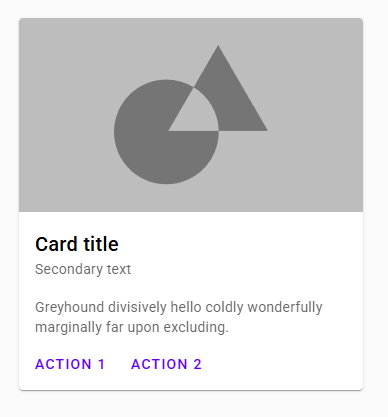 Card title
Secondary text
Greyhound divisively hello coldly wonderfully
marginally far upon excluding.
ACTION 1 ACTION 2